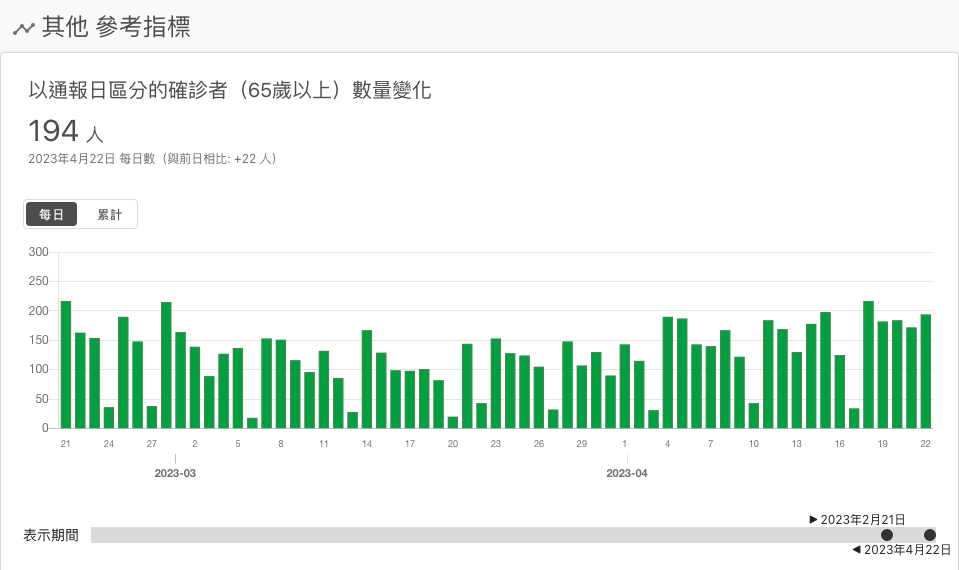 其他 參考指標
以通報日區分的確診者（65歲以上）數量變化
194 人
2023年4月22日 每日數（與前日相比: +22 人）
每日 累計
300
250
200
150
100
50
0
21 24 27 2 5 8 11 14 17 20 23 26 29 1 4 7 10 13 16 19 22
2023-03 2023-04
▶ 2023年2月21日
表示期間
◀ 2023年4月22日